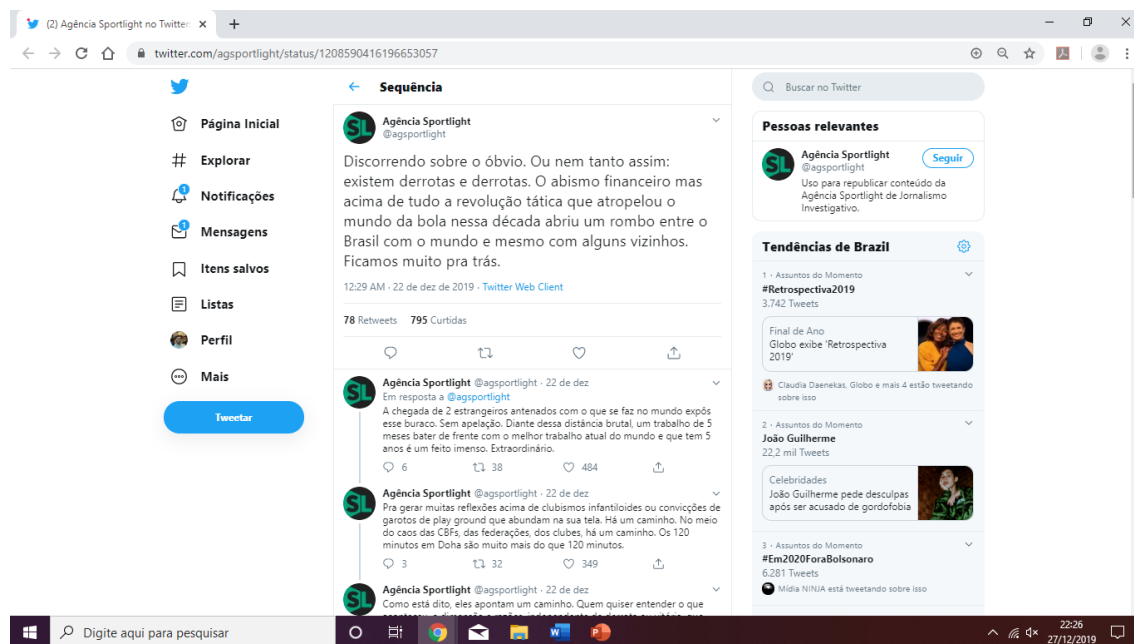 (2) Agência Sportlight no Twitter:
twitter.com/agsportlight/status/1208590416196653057
Página Inicial
Explorar
1
Notificações
1
Mensagens
Itens salvos
Listas
Perfil
Mais
Tweetar
Sequência
SL
Agência Sportlight
@agsportlight
Discorrendo sobre o óbvio. Ou nem tanto assim:
existem derrotas e derrotas. O abismo financeiro mas
acima de tudo a revolução tática que atropelou o
mundo da bola nessa década abriu um rombo entre o
Brasil com o mundo e mesmo com alguns vizinhos.
Ficamos muito pra trás.
12:29 AM · 22 de dez de 2019 · Twitter Web Client
78 Retweets 795 Curtidas
SL
Agência Sportlight @agsportlight · 22 de dez
Em resposta a @agsportlight
A chegada de 2 estrangeiros antenados com o que se faz no mundo expôs
esse buraco. Sem apelação. Diante dessa distância brutal, um trabalho de 5
meses bater de frente com o melhor trabalho atual do mundo e que tem 5
anos é um feito imenso. Extraordinário.
6 38 484
SL
Agência Sportlight @agsportlight · 22 de dez
Pra gerar muitas reflexões acima de clubismos infantiloides ou convicções de
garotos de play ground que abundam na sua tela. Há um caminho. No meio
do caos das CBFs, das federações, dos clubes, há um caminho. Os 120
minutos em Doha são muito mais do que 120 minutos.
3 32 349
SL
Agência Sportlight @agsportlight · 22 de dez
Como está dito, eles apontam um caminho. Quem quiser entender o que
Buscar no Twitter
Pessoas relevantes
SL
Agência Sportlight
@agsportlight
Seguir
Uso para republicar conteúdo da
Agência Sportlight de Jornalismo
Investigativo.
Tendências de Brazil
1 · Assuntos do Momento
#Retrospectiva2019
3.742 Tweets
Final de Ano
Globo exibe 'Retrospectiva
2019'
Claudia Daenekas, Globo e mais 4 estão tweetando
sobre isso
2 · Assuntos do Momento
João Guilherme
22,2 mil Tweets
Celebridades
João Guilherme pede desculpas
após ser acusado de gordofobia
3 · Assuntos do Momento
#Em2020ForaBolsonaro
6.281 Tweets
Mídia NINJA está tweetando sobre isso
Digite aqui para pesquisar
22:26
27/12/2019